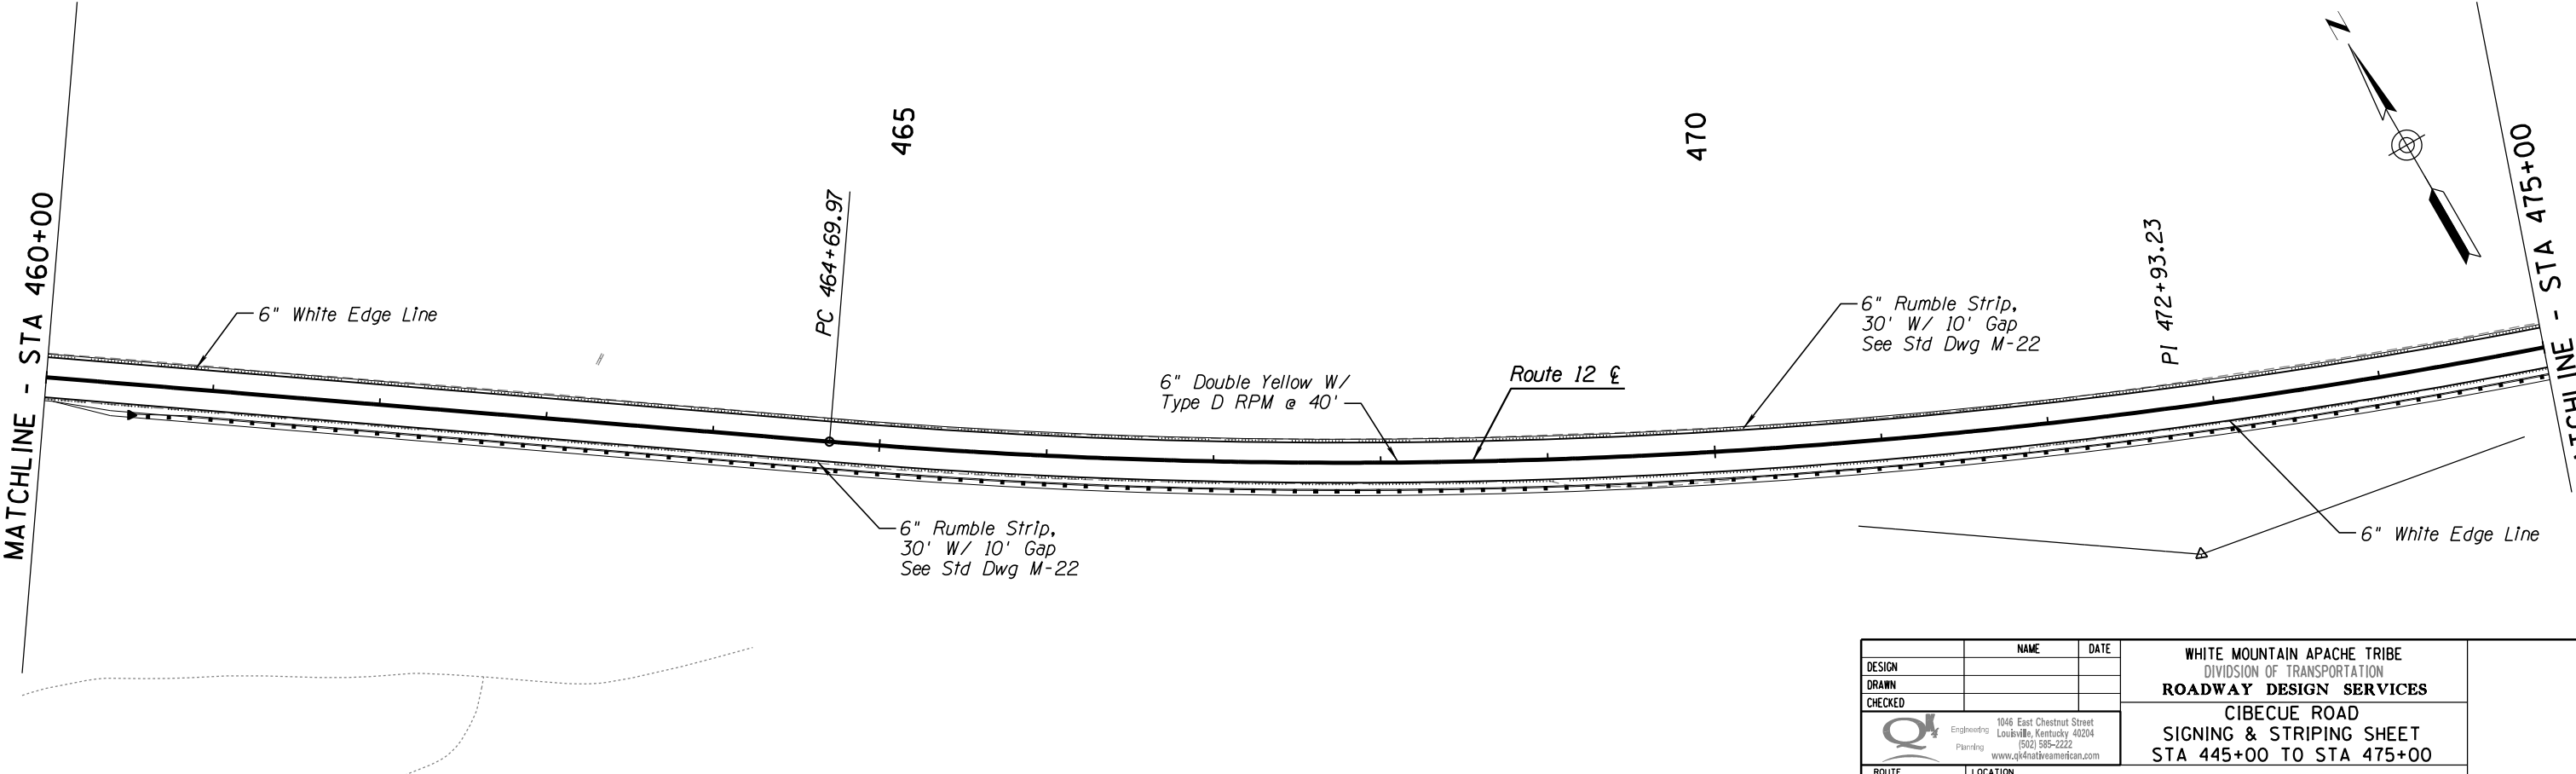 N
465
470
MATCHLINE - STA 460+00
MATCHLINE - STA 475+00
PC 464+69.97
PI 472+93.23
6" White Edge Line
6" Rumble Strip,
30' W/ 10' Gap
See Std Dwg M-22
6" Double Yellow W/
Type D RPM @ 40'
Route 12 ℄
6" Rumble Strip,
30' W/ 10' Gap
See Std Dwg M-22
6" White Edge Line
NAME
DATE
DESIGN
DRAWN
CHECKED
WHITE MOUNTAIN APACHE TRIBE
DIVIDSION OF TRANSPORTATION
ROADWAY DESIGN SERVICES
CIBECUE ROAD
SIGNING & STRIPING SHEET
STA 445+00 TO STA 475+00
Qk4
Engineering
Planning
1046 East Chestnut Street
Louisville, Kentucky 40204
(502) 585-2222
www.qk4nativeamerican.com
ROUTE
LOCATION